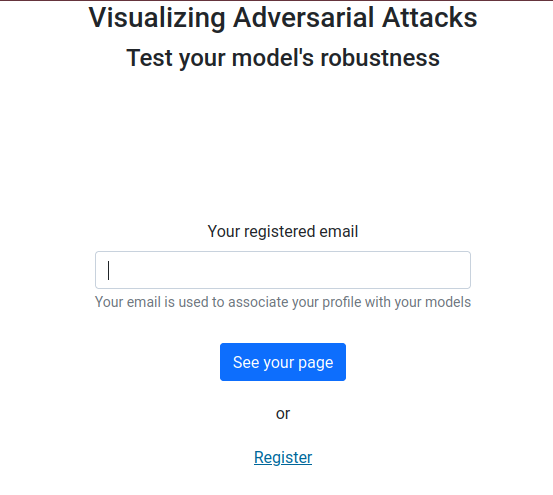 Visualizing Adversarial Attacks
Test your model's robustness
Your registered email
Your email is used to associate your profile with your models
See your page
or
Register